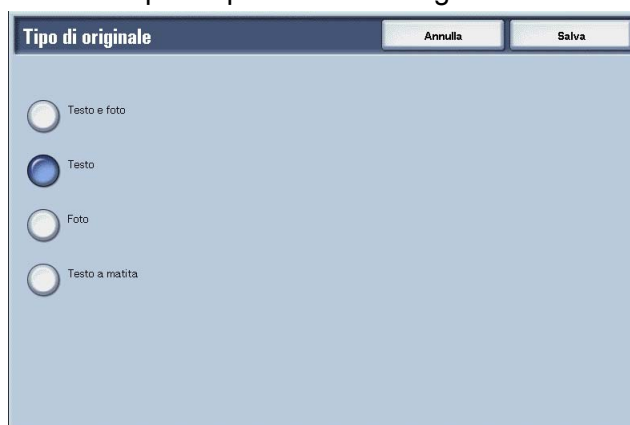 Tipo di originale
Annulla
Salva
Testo e foto
Testo
Foto
Testo a matita